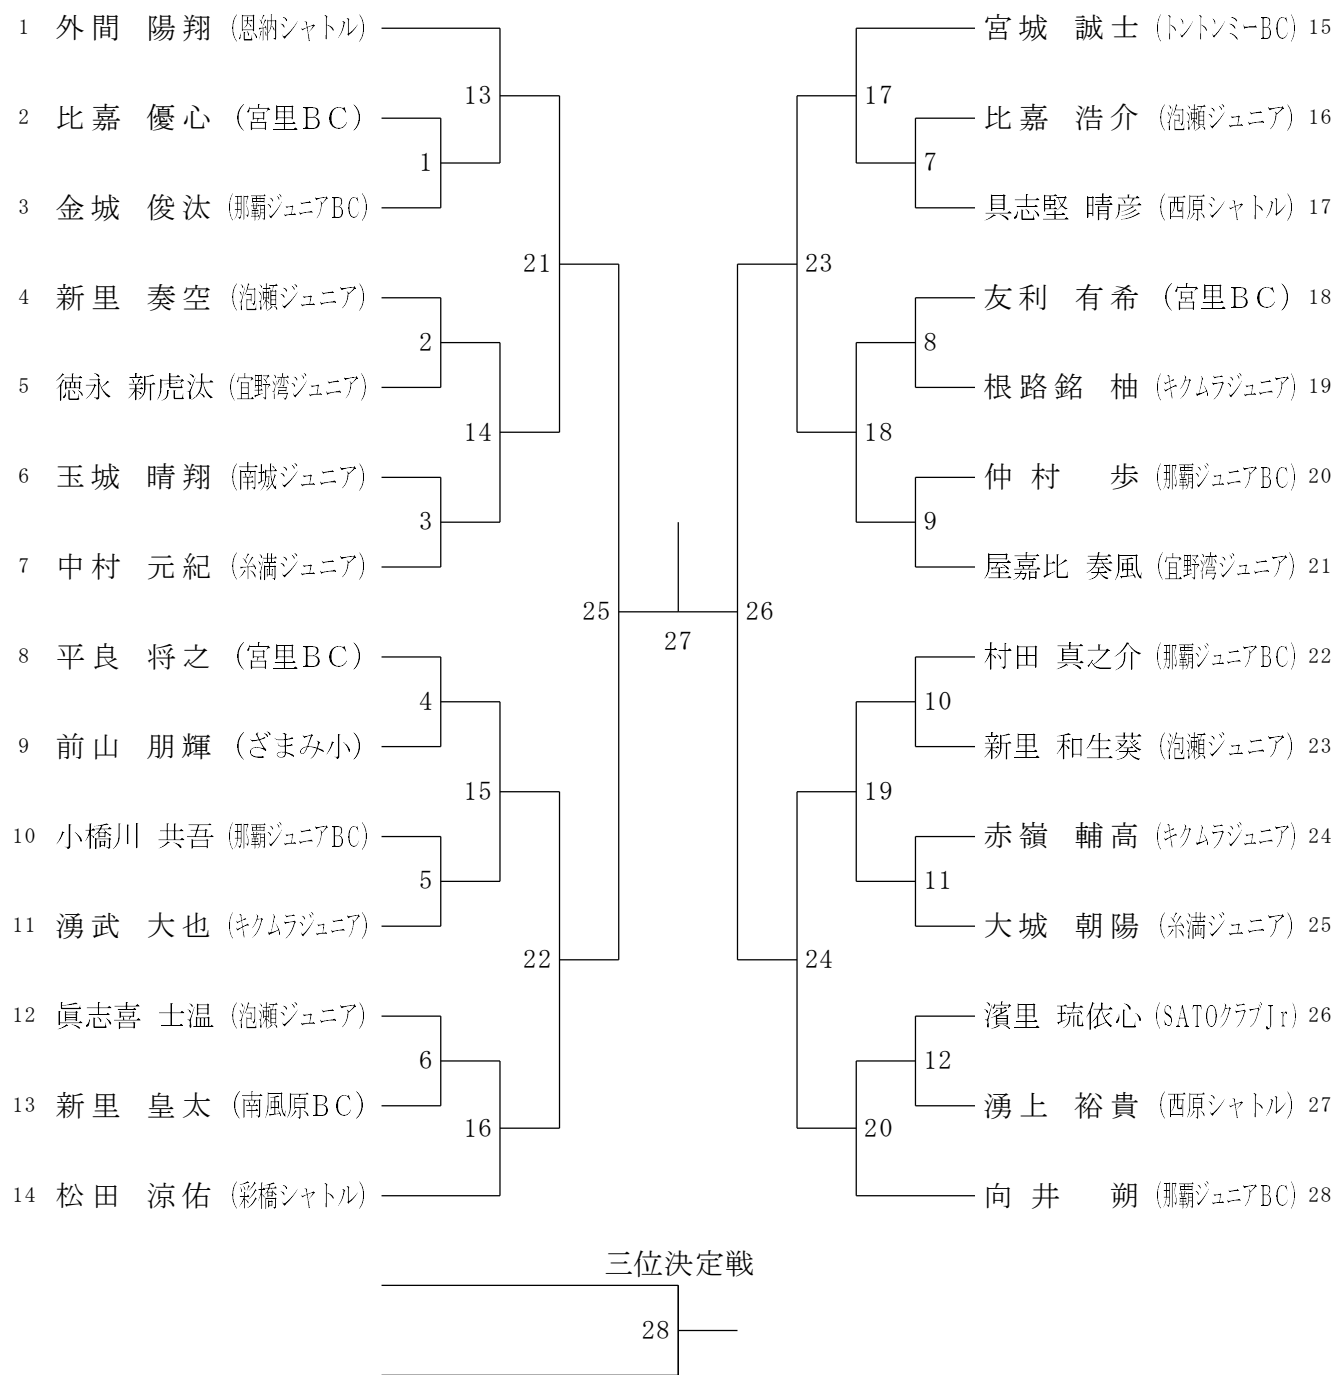 1 外間 陽翔 (恩納シャトル)
13
2 比嘉 優心 (宮里BC)
1
3 金城 俊汰 (那覇ジュニアBC)
21
4 新里 奏空 (泡瀬ジュニア)
2
5 徳永 新虎汰 (宜野湾ジュニア)
14
6 玉城 晴翔 (南城ジュニア)
3
7 中村 元紀 (糸満ジュニア)
25
8 平良 将之 (宮里BC)
4
9 前山 朋輝 (ざまみ小)
15
10 小橋川 共吾 (那覇ジュニアBC)
5
11 湧武 大也 (キクムラジュニア)
22
12 眞志喜 士温 (泡瀬ジュニア)
6
13 新里 皇太 (南風原BC)
16
14 松田 涼佑 (彩橋シャトル)
27
宮城 誠士 (トントンミーBC) 15
17
比嘉 浩介 (泡瀬ジュニア) 16
7
具志堅 晴彦 (西原シャトル) 17
23
友利 有希 (宮里BC) 18
8
根路銘 柚 (キクムラジュニア) 19
18
仲村 歩 (那覇ジュニアBC) 20
9
屋嘉比 奏風 (宜野湾ジュニア) 21
26
村田 真之介 (那覇ジュニアBC) 22
10
新里 和生葵 (泡瀬ジュニア) 23
19
赤嶺 輔高 (キクムラジュニア) 24
11
大城 朝陽 (糸満ジュニア) 25
24
濱里 琉依心 (SATOクラブJr) 26
12
湧上 裕貴 (西原シャトル) 27
20
向井 朔 (那覇ジュニアBC) 28
三位決定戦
28